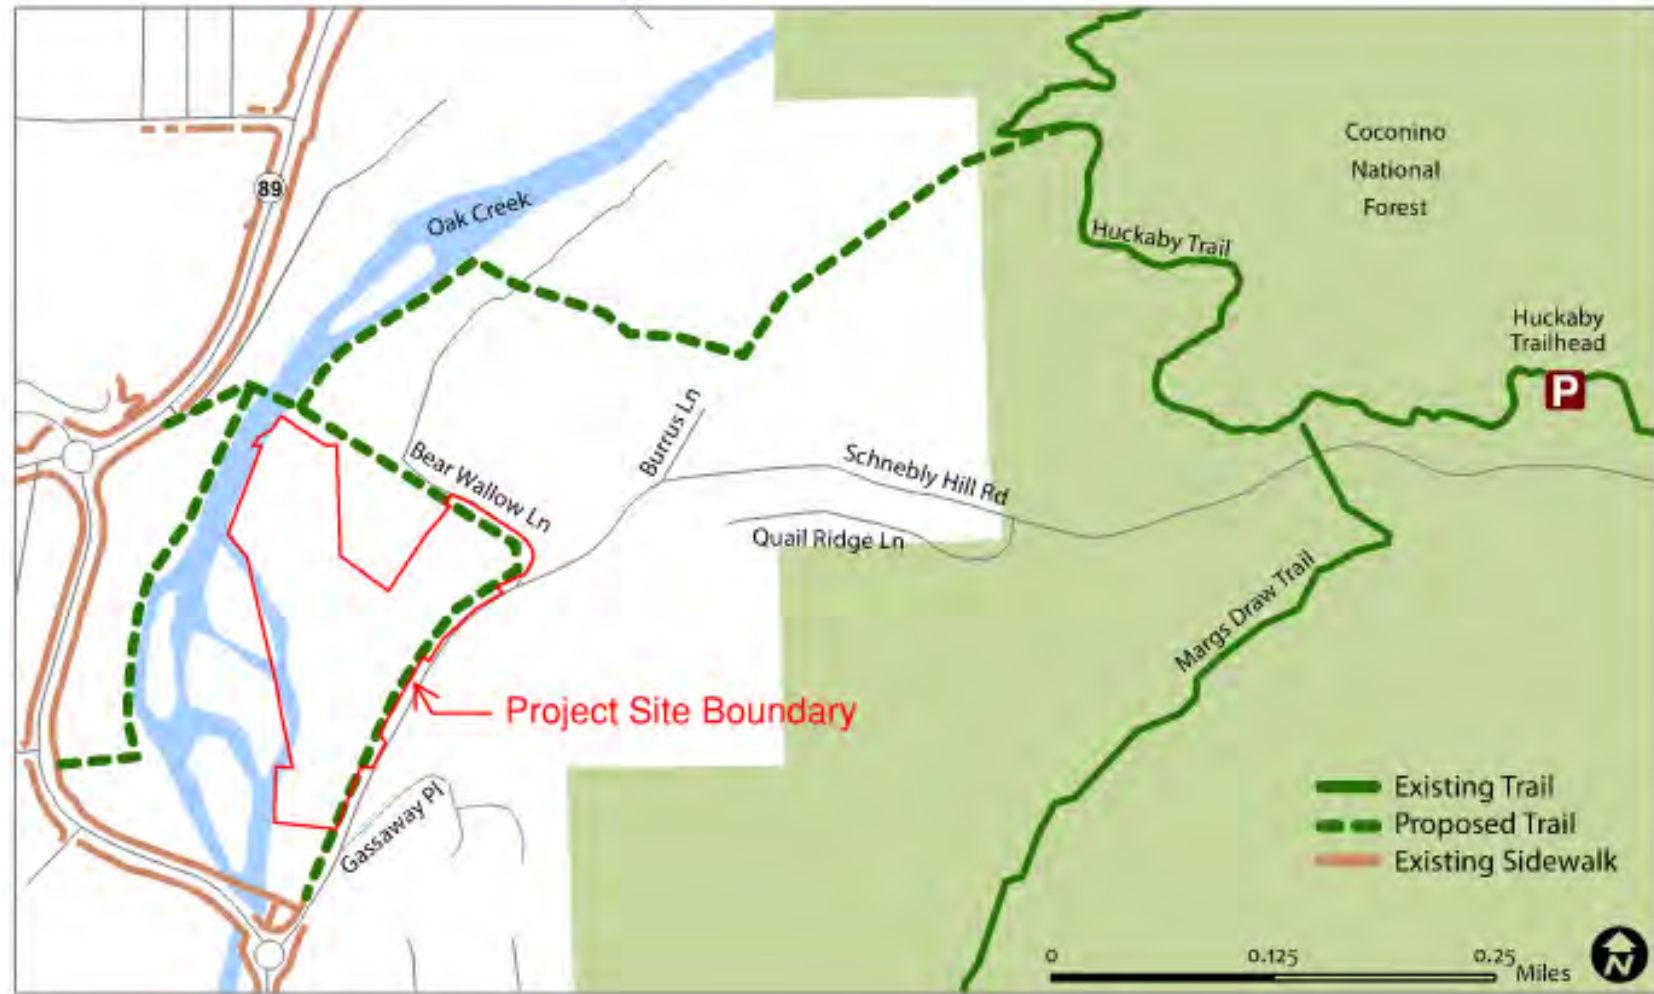 Coconino
National
Forest
89
Oak Creek
Huckaby Trail
Huckaby
Trailhead
P
Burrus Ln
Bear Wallow Ln
Schnebly Hill Rd
Quail Ridge Ln
Margs Draw Trail
Project Site Boundary
Gassaway Pl
Existing Trail
Proposed Trail
Existing Sidewalk
0 0.125 0.25
Miles
N